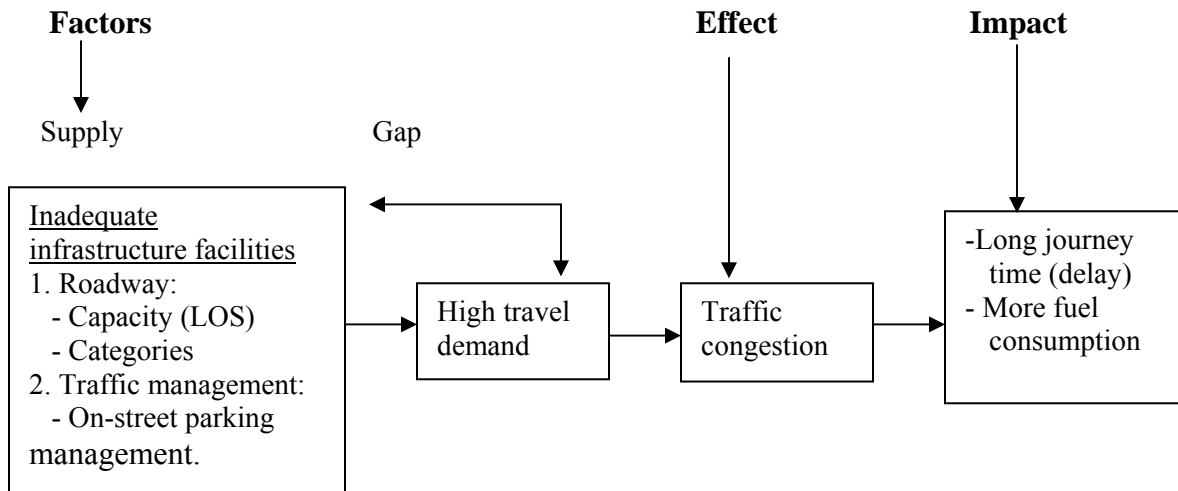 Factors
Effect
Impact
Supply
Gap
Inadequate
infrastructure facilities
1. Roadway:
- Capacity (LOS)
- Categories
2. Traffic management:
- On-street parking
management.
High travel
demand
Traffic
congestion
-Long journey
time (delay)
- More fuel
consumption